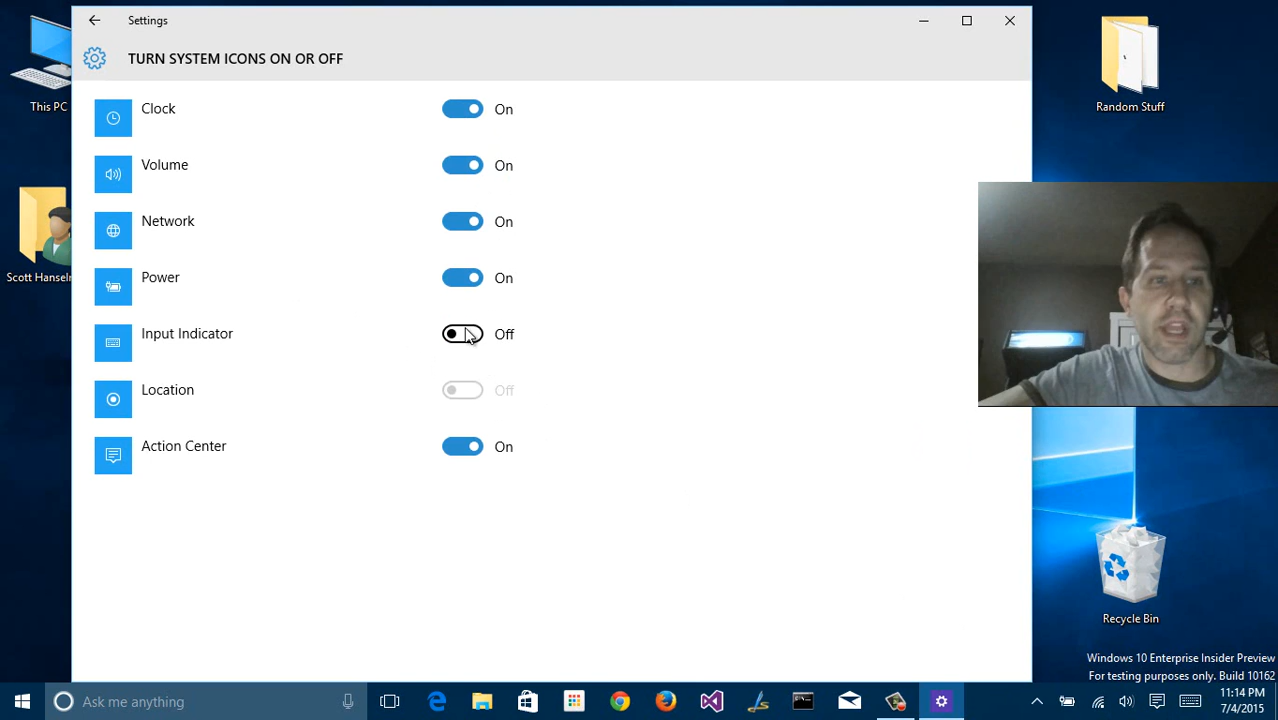 Settings
TURN SYSTEM ICONS ON OR OFF
Clock On
Volume On
Network On
Power On
Input Indicator Off
Location Off
Action Center On
This PC
Scott Hanselm
Random Stuff
Recycle Bin
Windows 10 Enterprise Insider Preview
For testing purposes only. Build 10162
Ask me anything
11:14 PM
7/4/2015